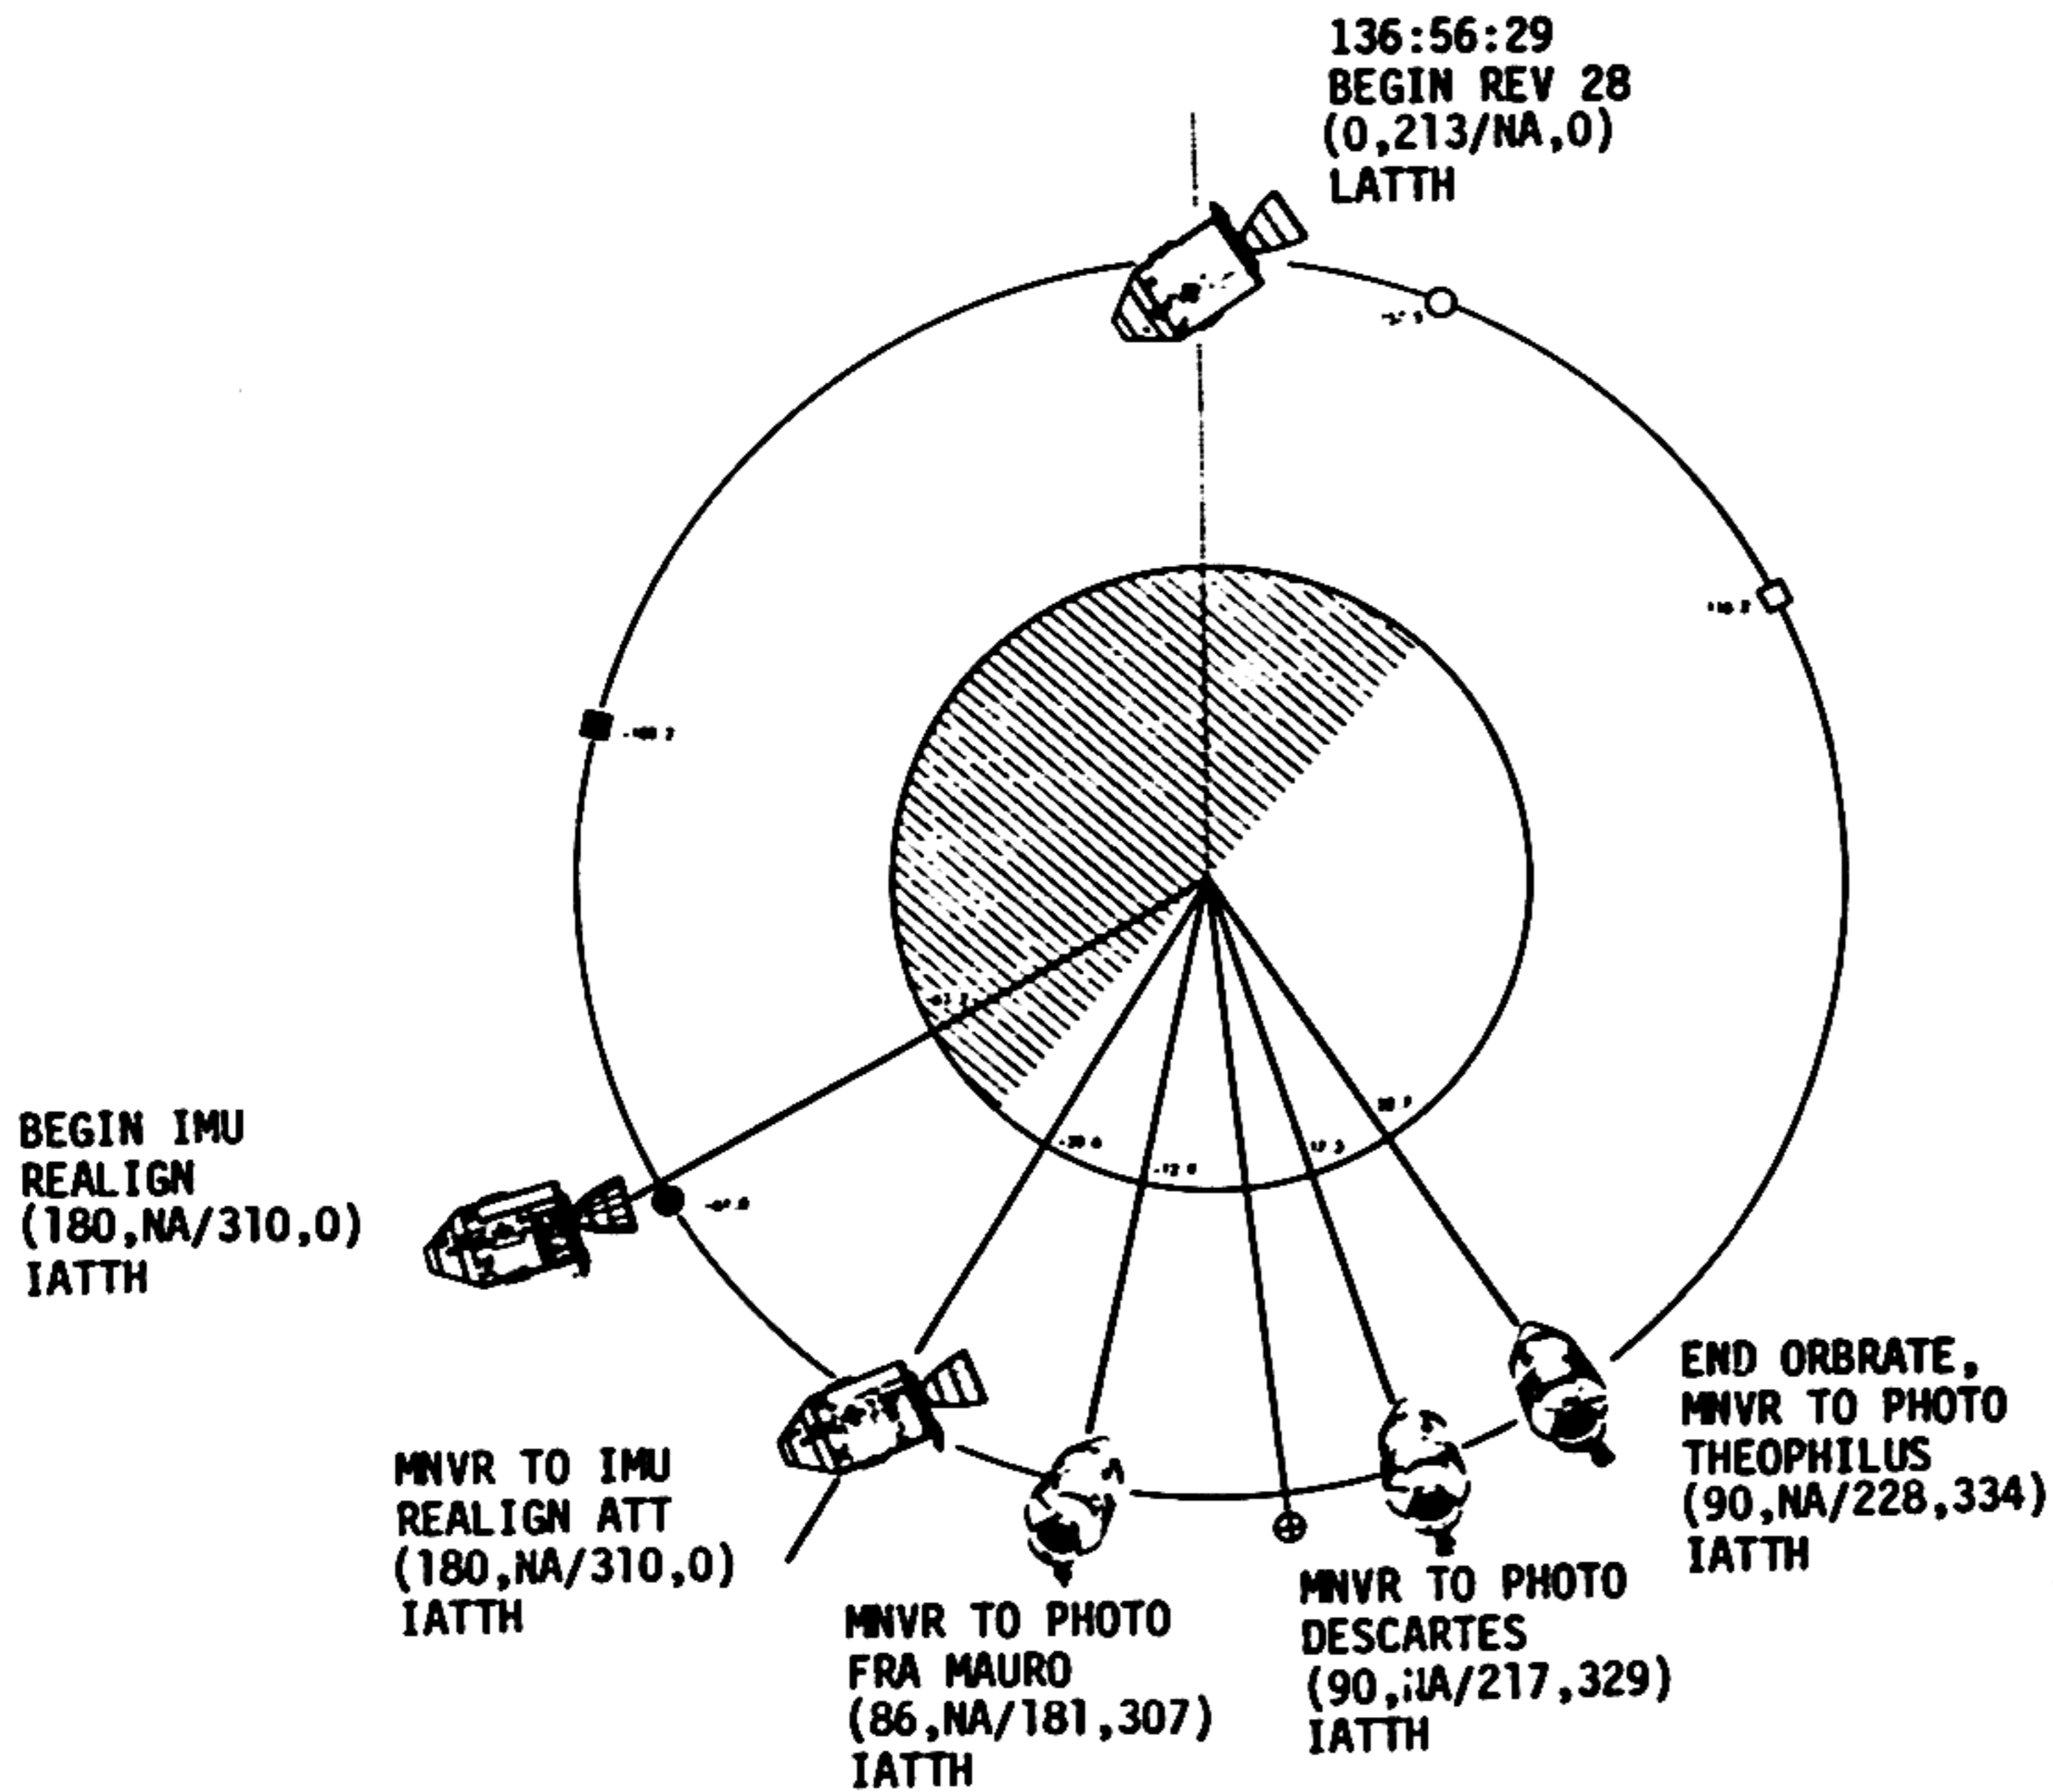 136:56:29
BEGIN REV 28
(0,213/NA,0)
LATTH
BEGIN IMU
REALIGN
(180,NA/310,0)
IATTH
MNVR TO IMU
REALIGN ATT
(180,NA/310,0)
IATTH
MNVR TO PHOTO
FRA MAURO
(86,NA/181,307)
IATTH
MNVR TO PHOTO
DESCARTES
(90,NA/217,329)
IATTH
END ORBRATE,
MNVR TO PHOTO
THEOPHILUS
(90,NA/228,334)
IATTH